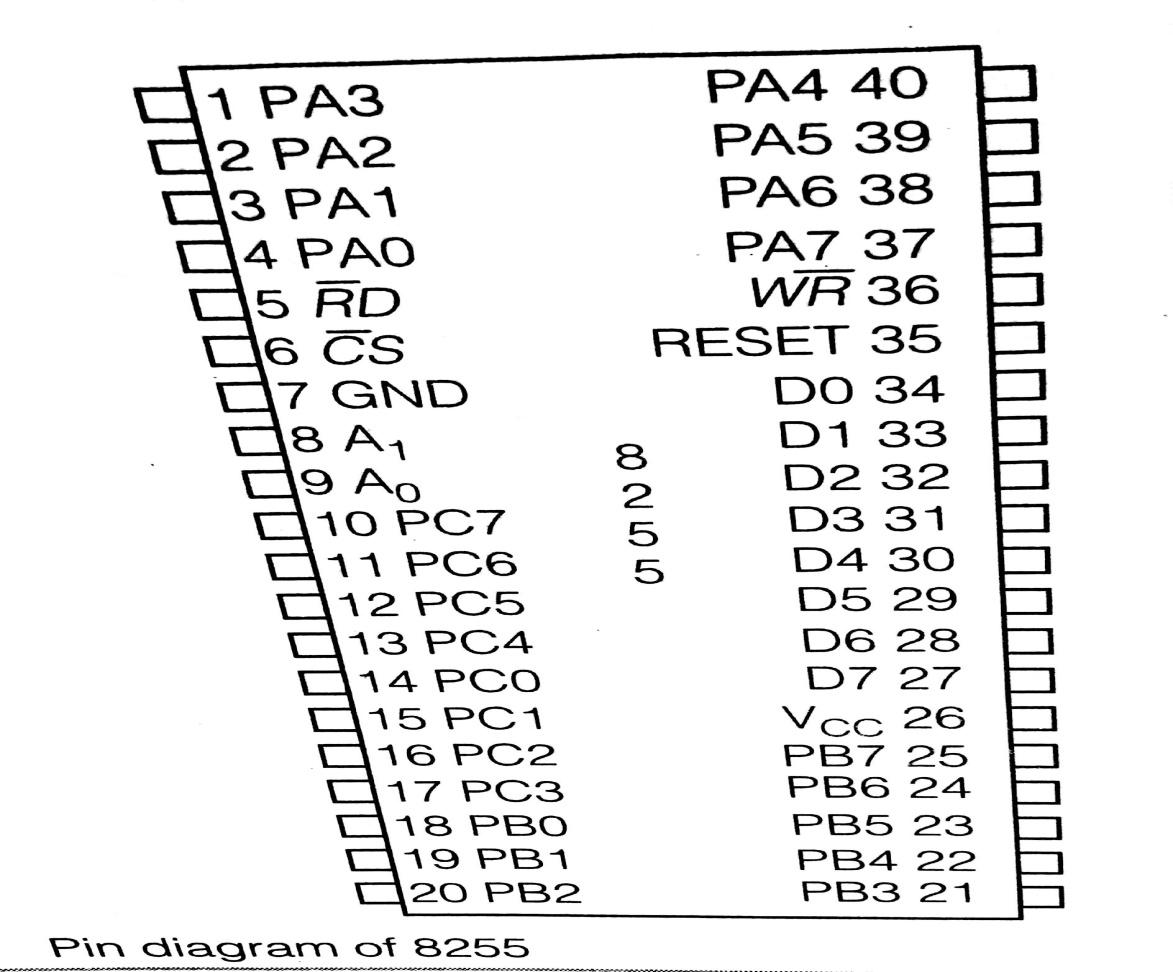 1 PA3 PA4 40
2 PA2 PA5 39
3 PA1 PA6 38
4 PA0 PA7 37
5 R̅D WR̅ 36
6 C̅S RESET 35
7 GND D0 34
8 A₁ D1 33
9 A₀ D2 32
10 PC7 D3 31
11 PC6 D4 30
12 PC5 D5 29
13 PC4 D6 28
14 PC0 D7 27
15 PC1 VCC 26
16 PC2 PB7 25
17 PC3 PB6 24
18 PB0 PB5 23
19 PB1 PB4 22
20 PB2 PB3 21
8
2
5
5
Pin diagram of 8255